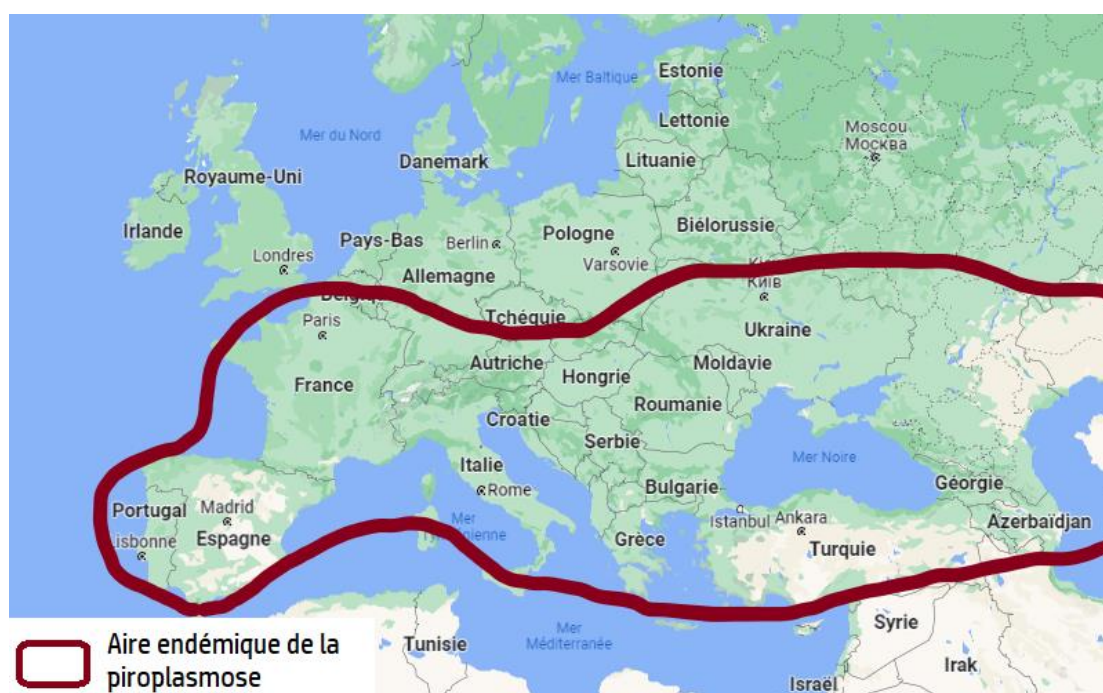 Mer Baltique
Estonie
Lettonie
Moscou
Москва
Mer du Nord
Danemark
Lituanie
Royaume-Uni
Irlande
Biélorussie
Pays-Bas
Berlin
Pologne
Londres
Varsovie
Allemagne
Київ
Paris
Tchéquie
Ukraine
Autriche
Moldavie
France
Hongrie
Roumanie
Croatie
Serbie
Italie
Mer Noire
Rome
Bulgarie
Géorgie
Portugal
Madrid
Istanbul
Ankara
Azerbaïdjan
Lisbonne
Espagne
Mer
Grèce
Turquie
Syrie
Tunisie
Mer
Méditerranée
Irak
Israël
Aire endémique de la
piroplasmose